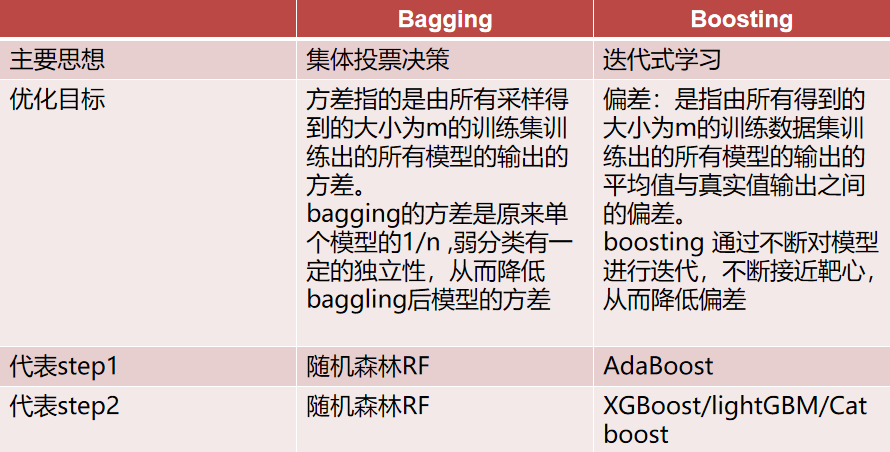 Bagging
Boosting
主要思想
集体投票决策
迭代式学习
优化目标
方差指的是由所有采样得
到的大小为m的训练集训
练出的所有模型的输出的
方差。
bagging的方差是原来单
个模型的1/n ,弱分类有一
定的独立性，从而降低
baggling后模型的方差
偏差：是指由所有得到的
大小为m的训练数据集训
练出的所有模型的输出的
平均值与真实值输出之间
的偏差。
boosting 通过不断对模型
进行迭代，不断接近靶心，
从而降低偏差
代表step1
随机森林RF
AdaBoost
代表step2
随机森林RF
XGBoost/lightGBM/Cat
boost